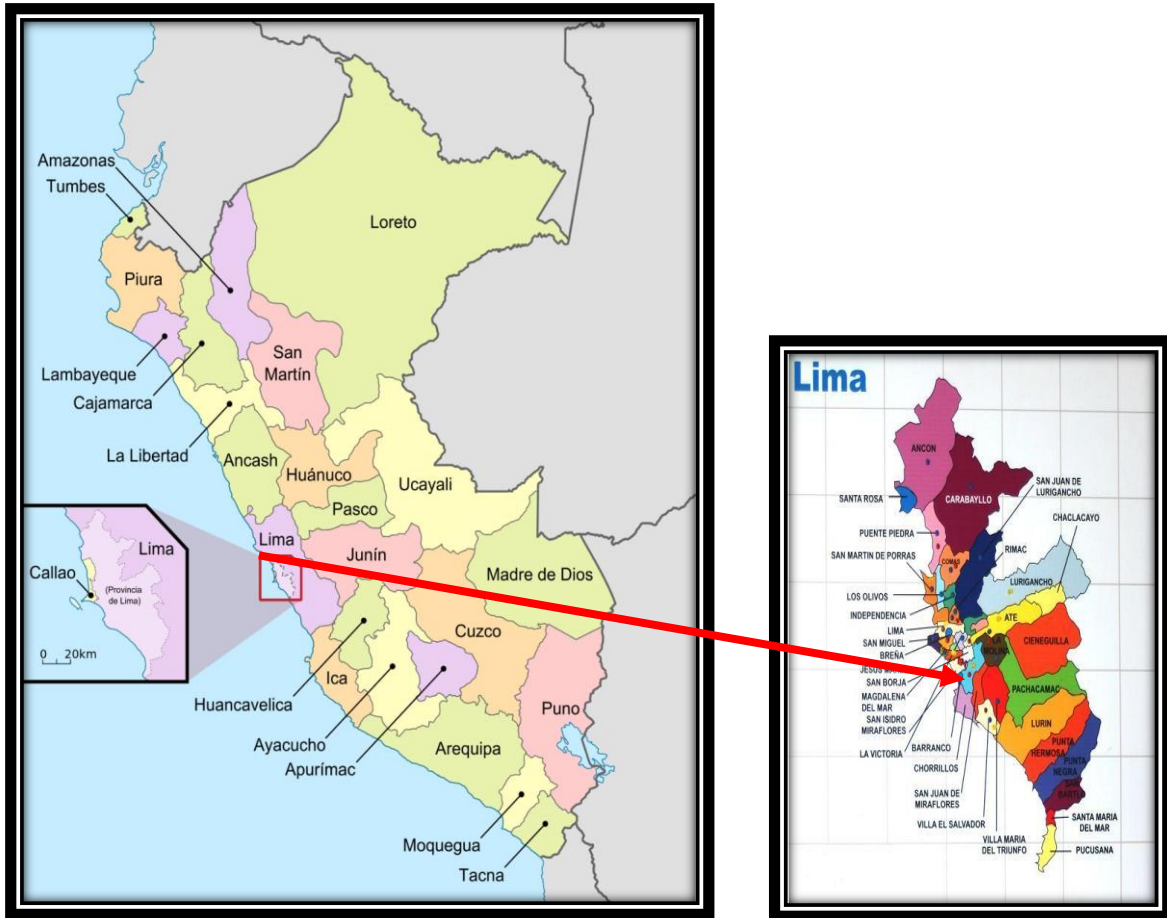 Amazonas
Tumbes
Loreto
Piura
San
Martín
Lambayeque
Cajamarca
La Libertad
Ancash
Huánuco
Ucayali
Pasco
Lima
Junín
Madre de Dios
Lima
Callao
(Provincia
de Lima)
0 20km
Cuzco
Ica
Huancavelica
Puno
Ayacucho
Arequipa
Apurímac
Moquegua
Tacna
Lima
ANCON
SANTA ROSA
CARABAYLLO
SAN JUAN DE
LURIGANCHO
CHACLACAYO
PUENTE PIEDRA
RIMAC
SAN MARTIN DE PORRAS
COMAS
LURIGANCHO
LOS OLIVOS
INDEPENDENCIA
ATE
LIMA
CIENEGUILLA
SAN MIGUEL
LA
MOLINA
BREÑA
JESUS
SAN BORJA
PACHACAMAC
MAGDALENA
DEL MAR
SAN ISIDRO
MIRAFLORES
LURIN
LA VICTORIA
BARRANCO
CHORRILLOS
PUNTA
HERMOSA
PUNTA
NEGRA
SAN
BARTLO
SAN JUAN DE
MIRAFLORES
VILLA EL SALVADOR
SANTA MARIA
DEL MAR
VILLA MARIA
DEL TRIUNFO
PUCUSANA